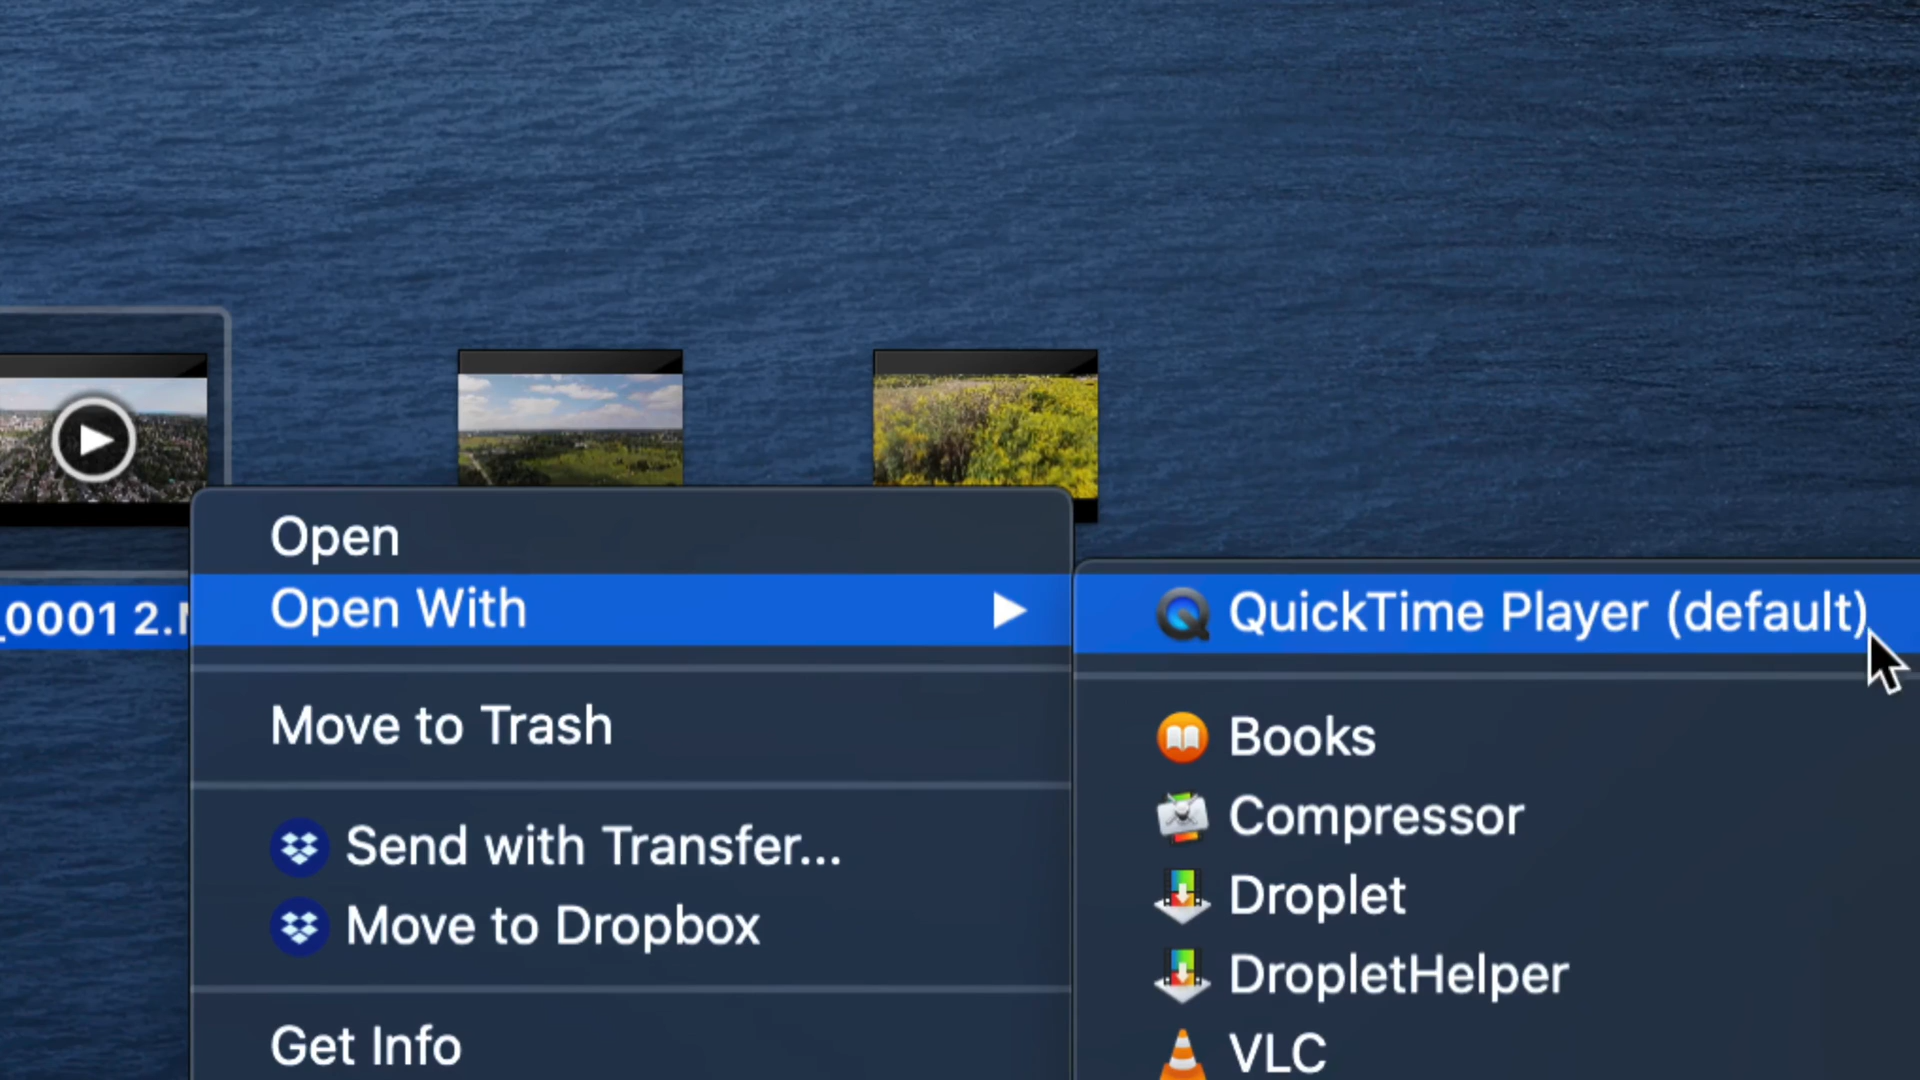 _0001 2.
Open
Open With
Move to Trash
Send with Transfer...
Move to Dropbox
Get Info
QuickTime Player (default)
Books
Compressor
Droplet
DropletHelper
VLC